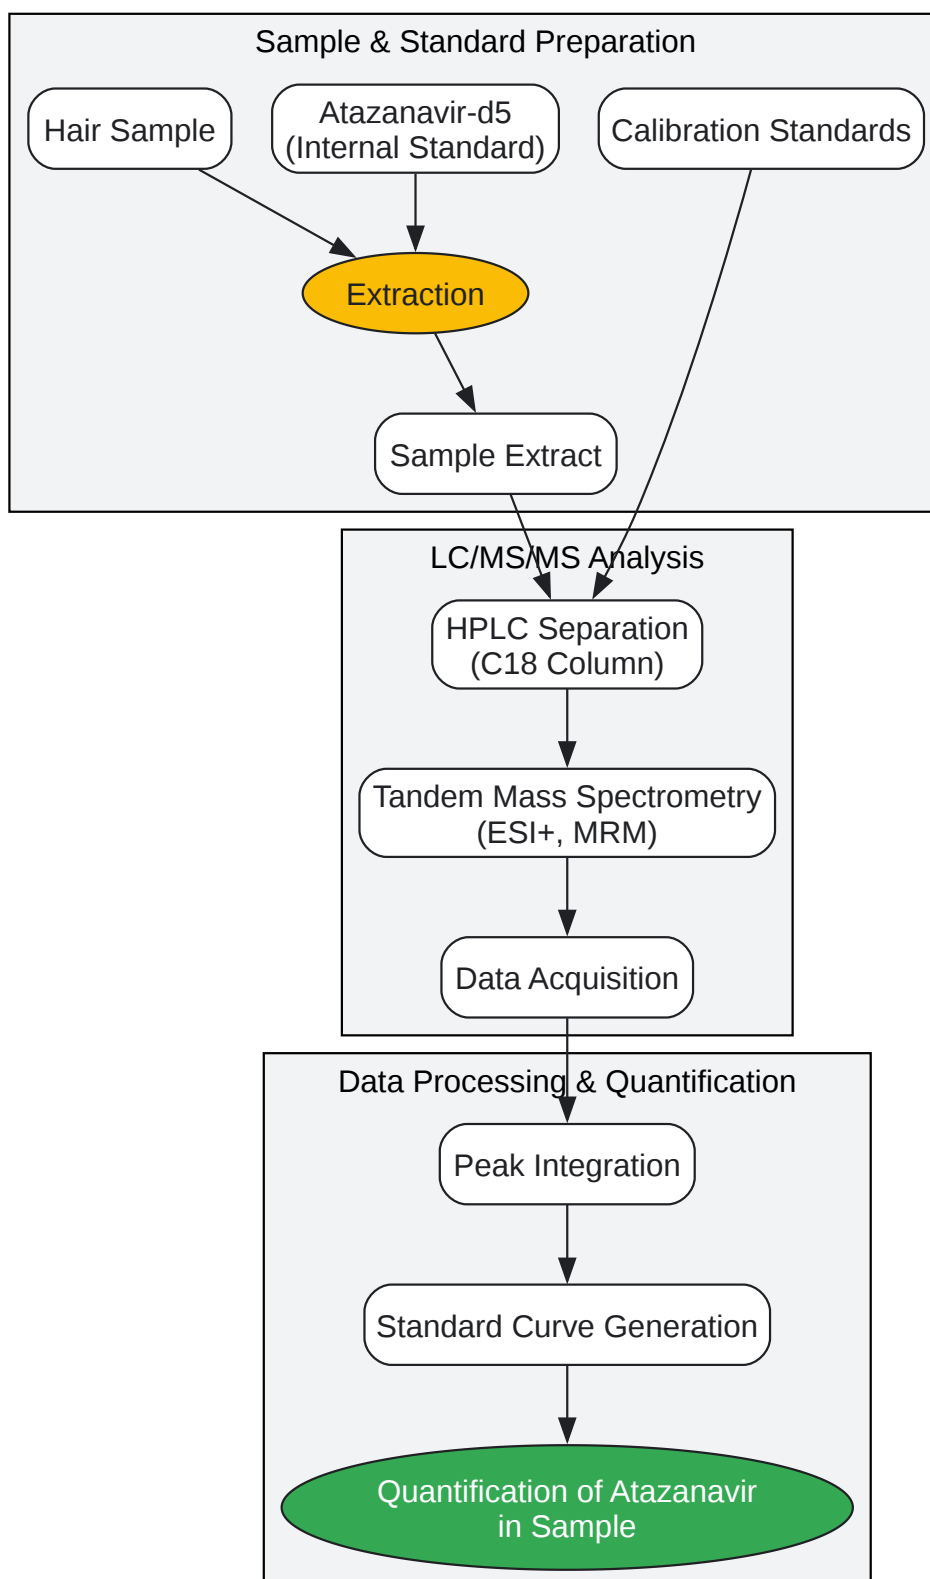 Sample & Standard Preparation
Hair Sample
Atazanavir-d5
(Internal Standard)
Calibration Standards
Extraction
Sample Extract
LC/MS/MS Analysis
HPLC Separation
(C18 Column)
Tandem Mass Spectrometry
(ESI+, MRM)
Data Acquisition
Data Processing & Quantification
Peak Integration
Standard Curve Generation
Quantification of Atazanavir
in Sample